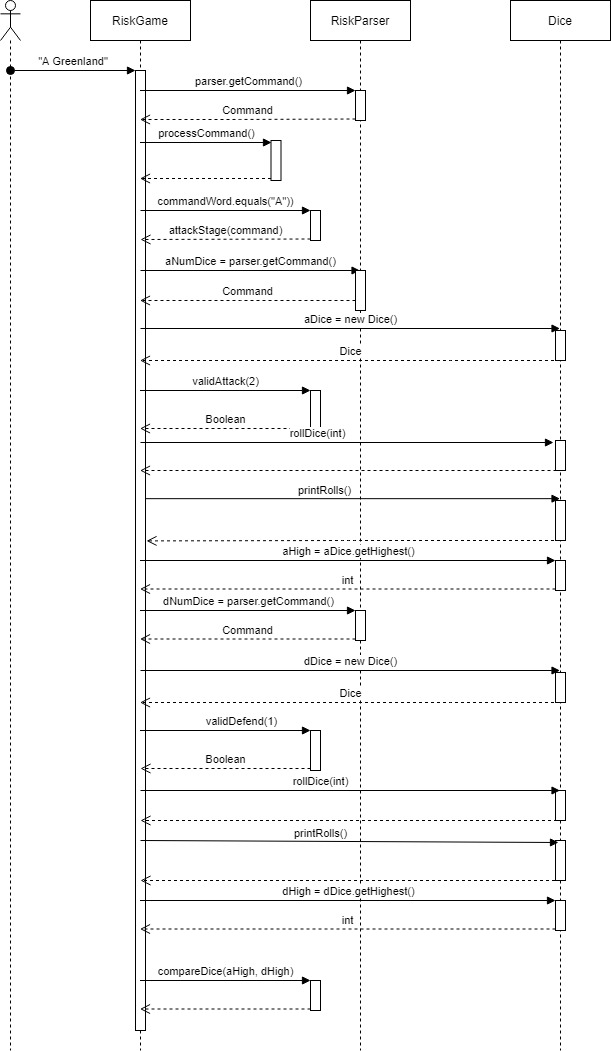 RiskGame
RiskParser
Dice
"A Greenland"
parser.getCommand()
Command
processCommand()
commandWord.equals("A"))
attackStage(command)
aNumDice = parser.getCommand()
Command
aDice = new Dice()
Dice
validAttack(2)
Boolean
rollDice(int)
printRolls()
aHigh = aDice.getHighest()
int
dNumDice = parser.getCommand()
Command
dDice = new Dice()
Dice
validDefend(1)
Boolean
rollDice(int)
printRolls()
dHigh = dDice.getHighest()
int
compareDice(aHigh, dHigh)